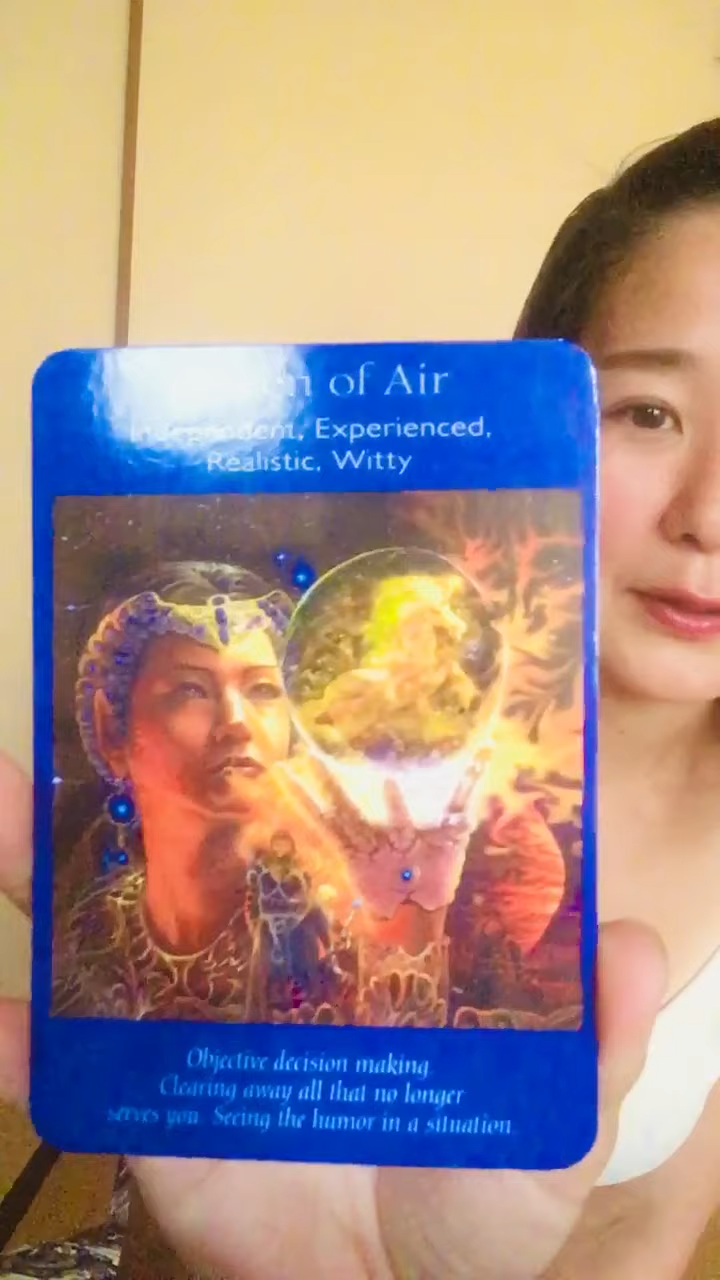 of Air
Independent, Experienced,
Realistic, Witty
Objective decision making.
Clearing away all that no longer
serves you. Seeing the humor in a situation.